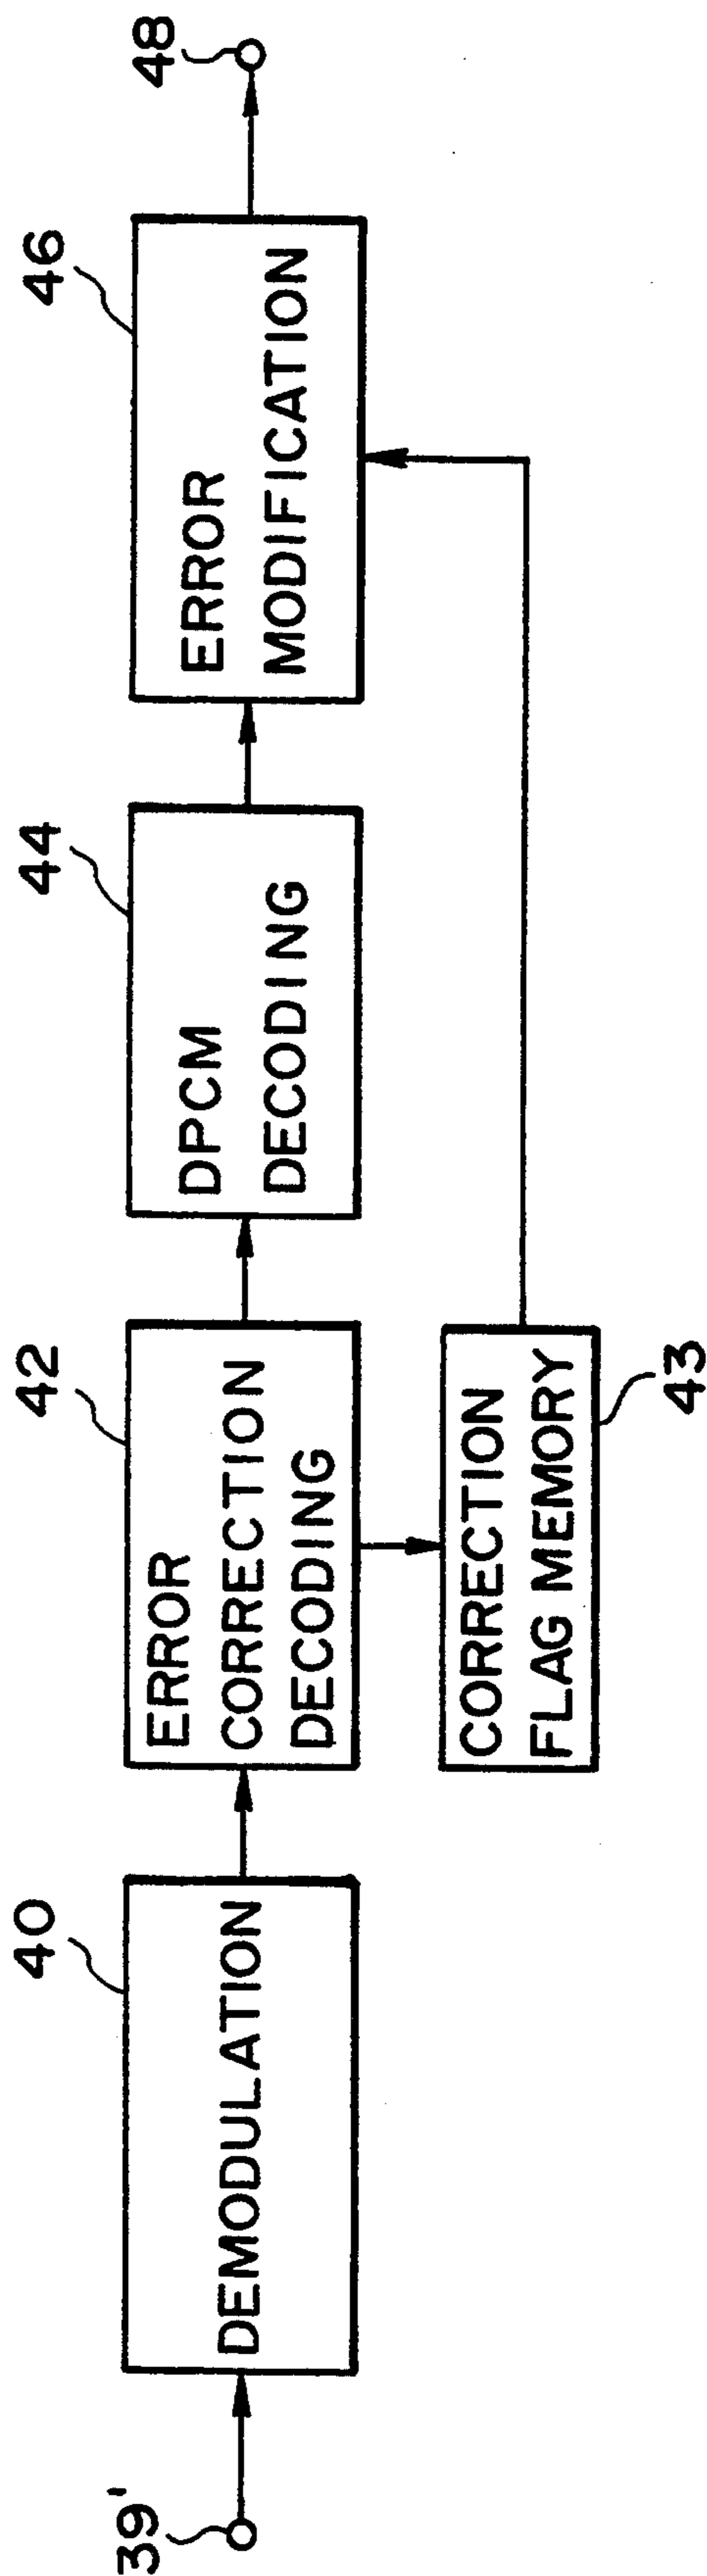 39'
40
DEMODULATION
42
ERROR
CORRECTION
DECODING
CORRECTION
FLAG MEMORY
43
44
DPCM
DECODING
46
ERROR
MODIFICATION
48